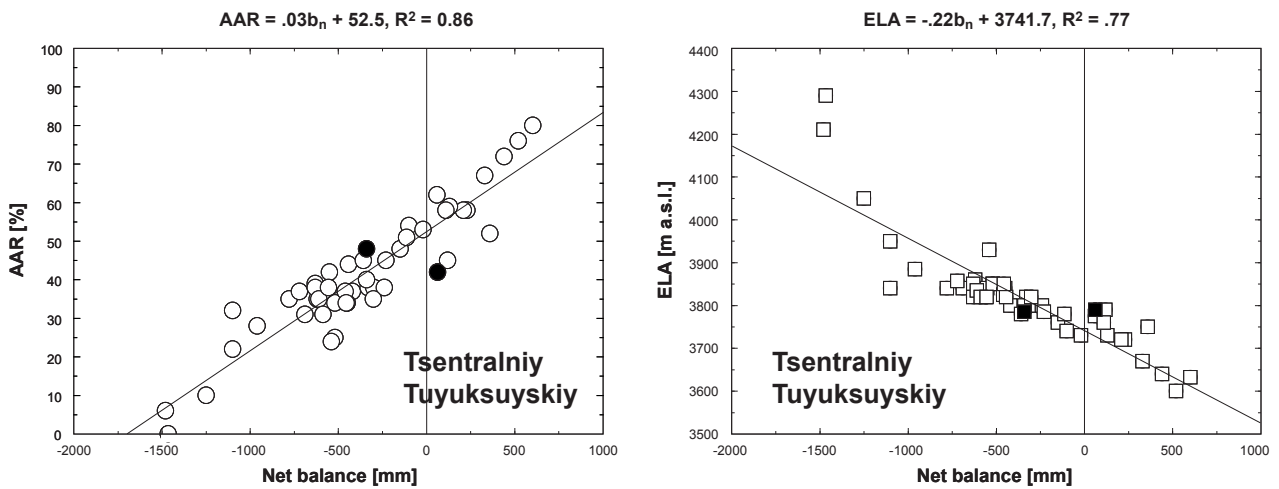 AAR = .03bn + 52.5, R² = 0.86
100
90
80
70
60
50
40
30
20
10
0
AAR [%]
Tsentralniy
Tuyuksuyskiy
-2000 -1500 -1000 -500 0 500 1000
Net balance [mm]
ELA = -.22bn + 3741.7, R² = .77
4400
4300
4200
4100
4000
3900
3800
3700
3600
3500
ELA [m a.s.l.]
Tsentralniy
Tuyuksuyskiy
-2000 -1500 -1000 -500 0 500 1000
Net balance [mm]